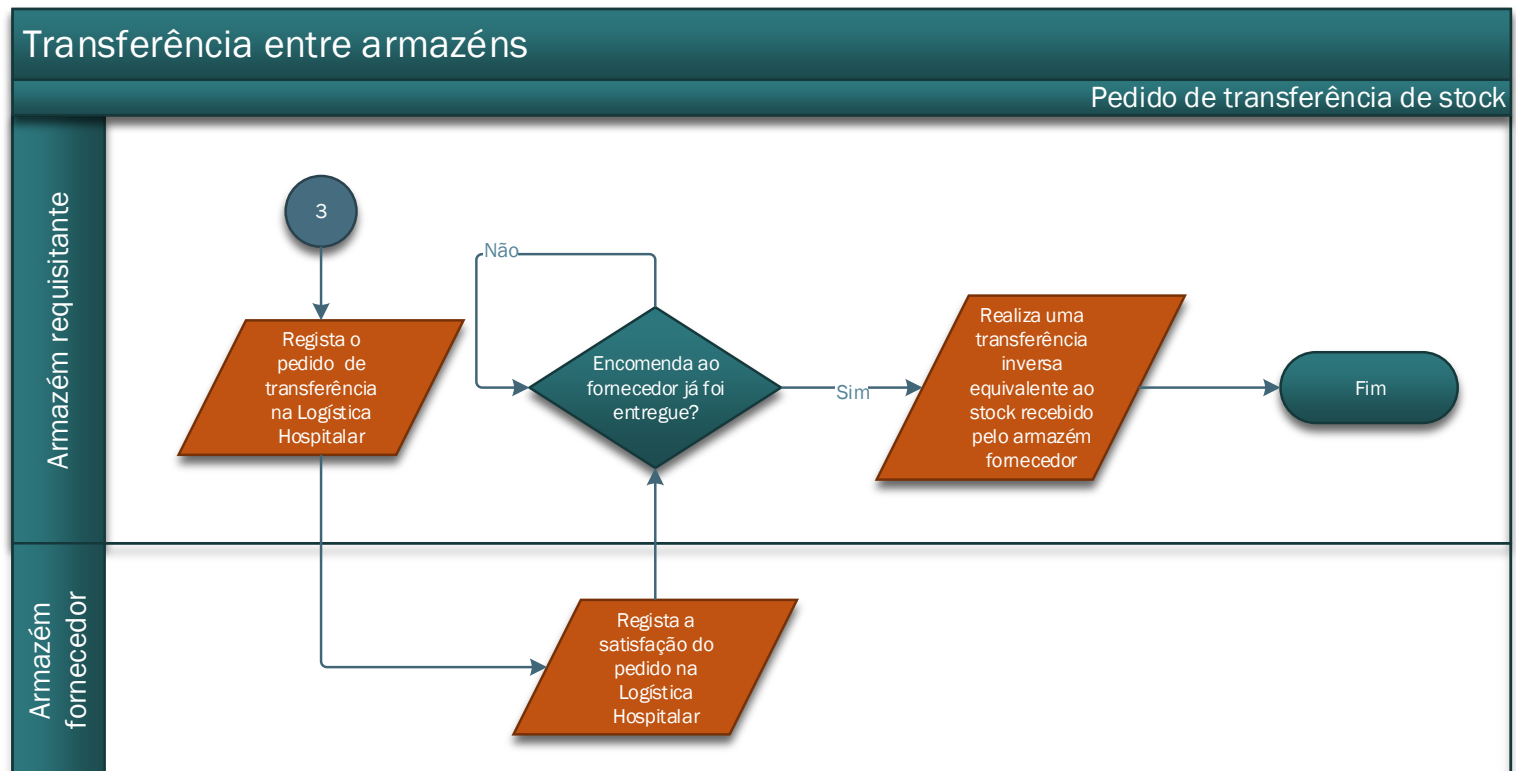 Transferência entre armazéns
Pedido de transferência de stock
Armazém requisitante
3
Regista o
pedido de
transferência
na Logística
Hospitalar
Não
Encomenda ao
fornecedor já foi
entregue?
Sim
Realiza uma
transferência
inversa
equivalente ao
stock recebido
pelo armazém
fornecedor
Fim
Armazém
fornecedor
Regista a
satisfação do
pedido na
Logística
Hospitalar